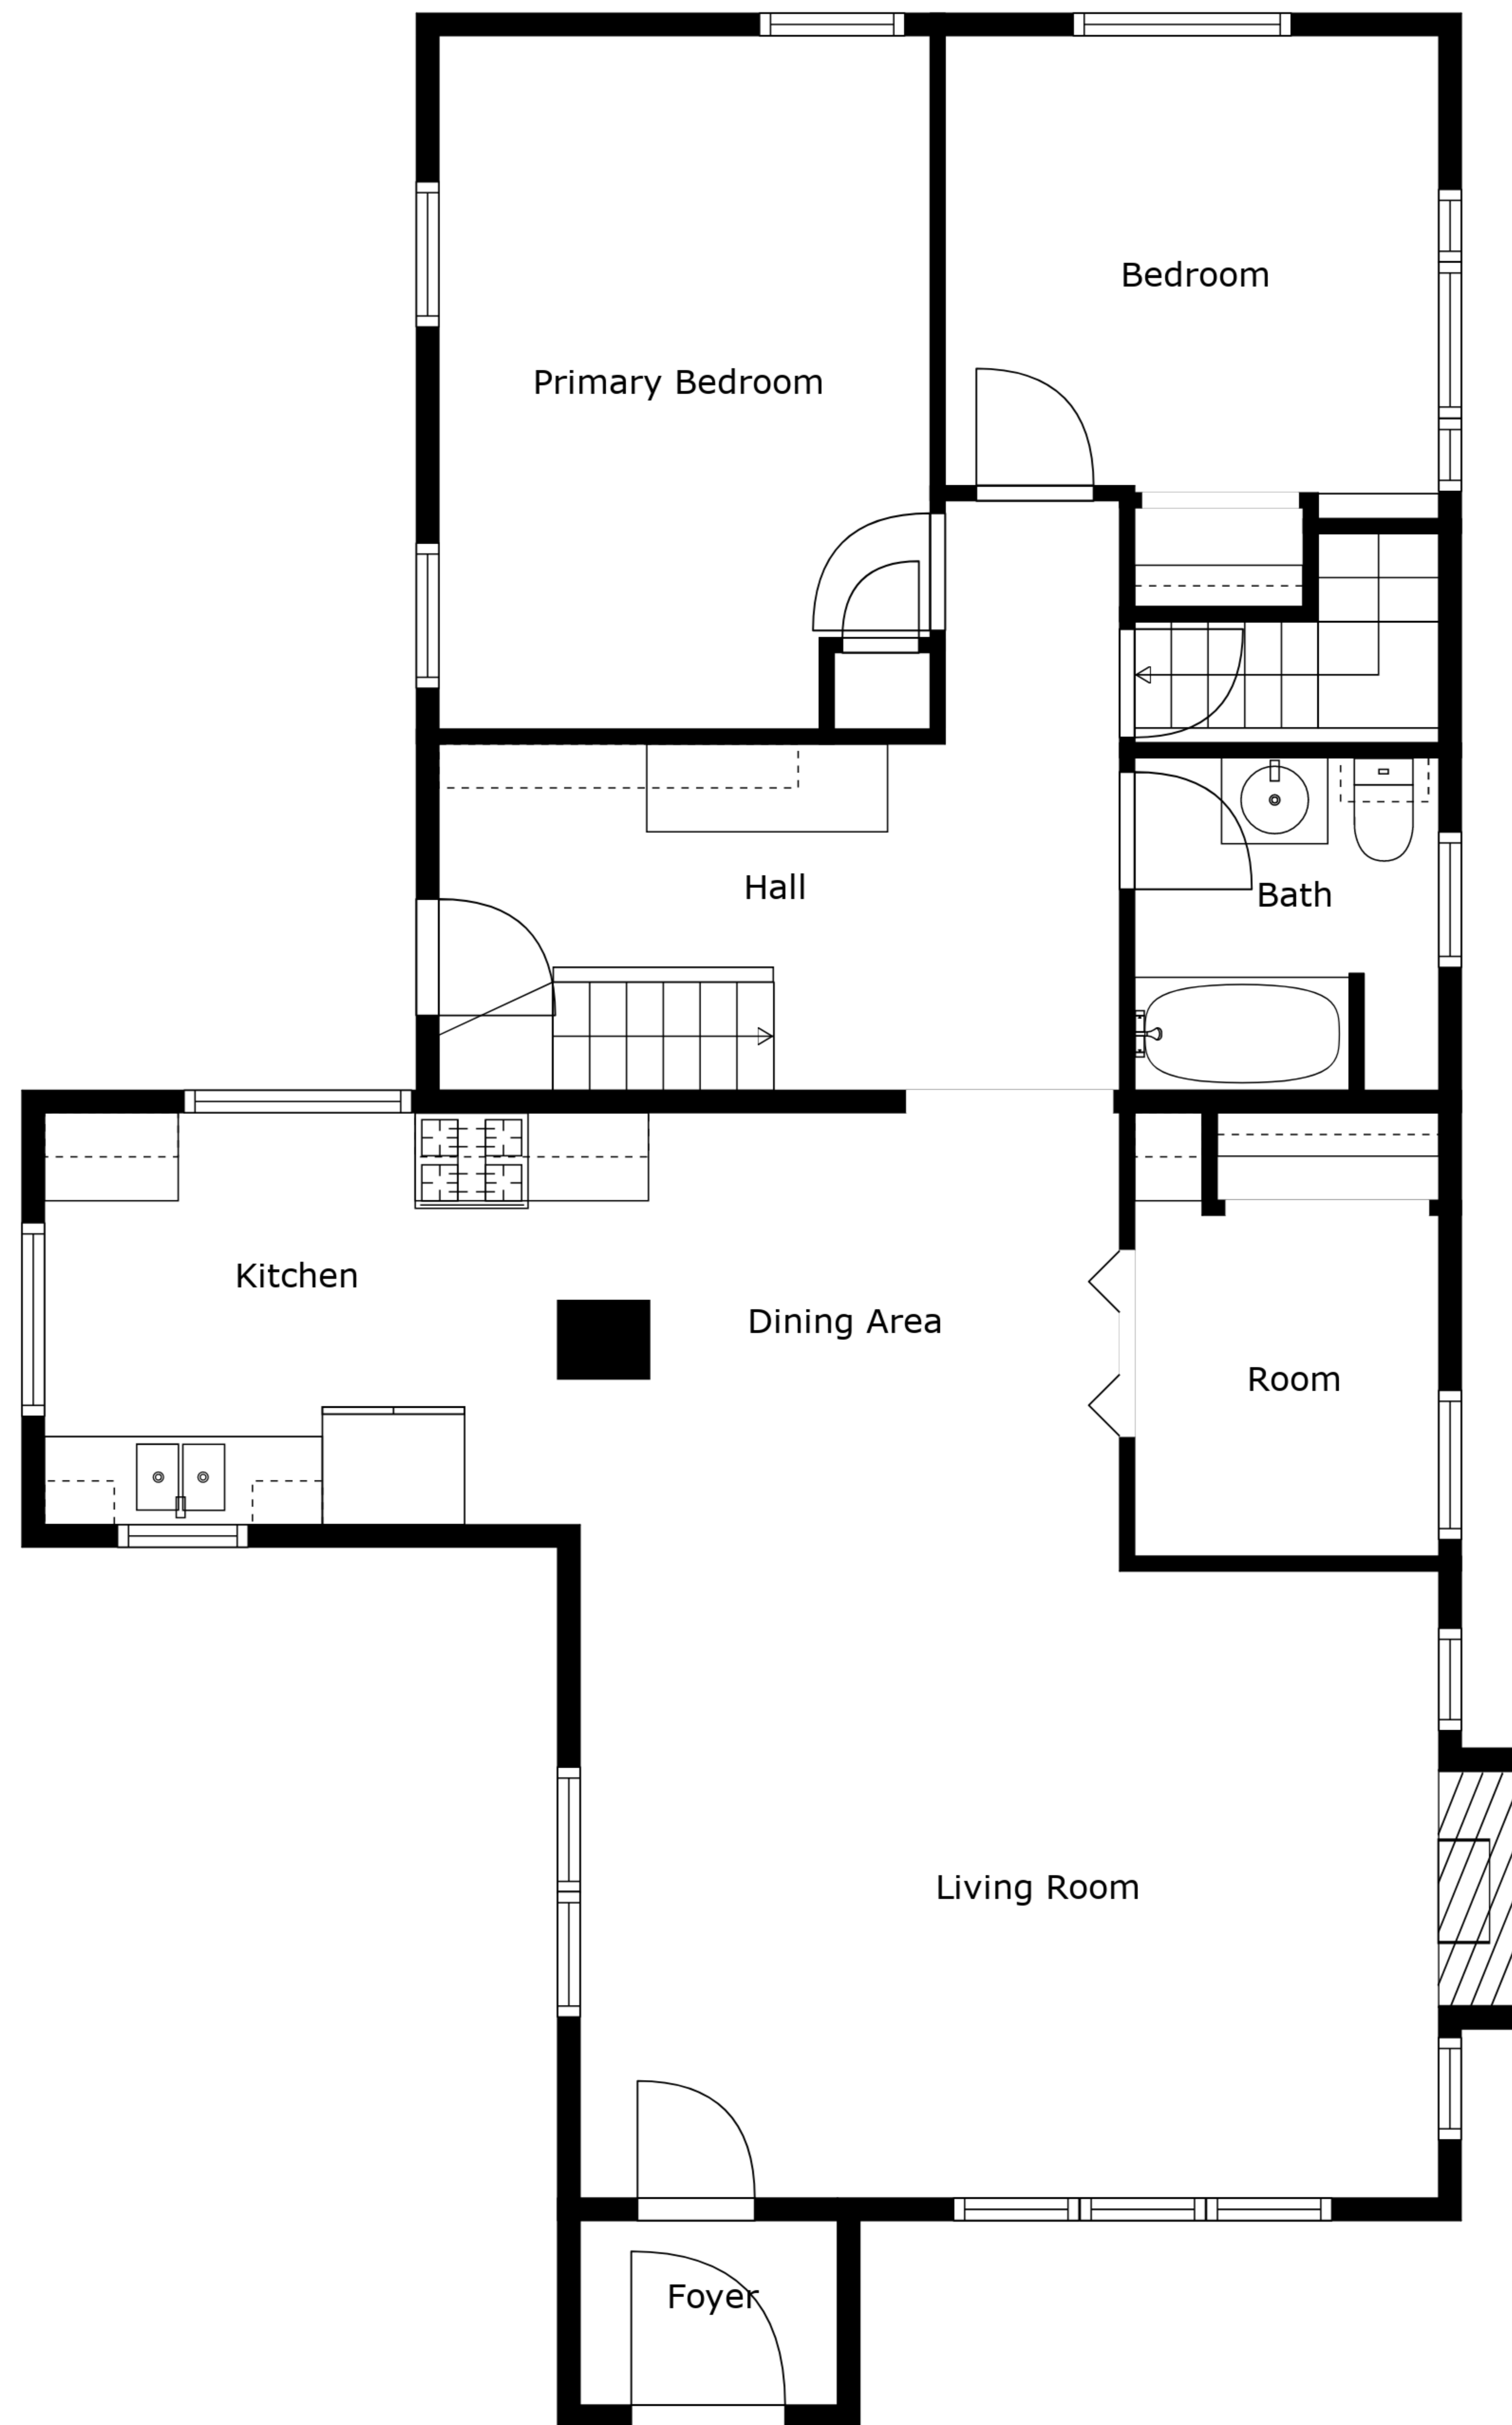 Bedroom
Primary Bedroom
Hall
Bath
Kitchen
Dining Area
Room
Living Room
Foyer